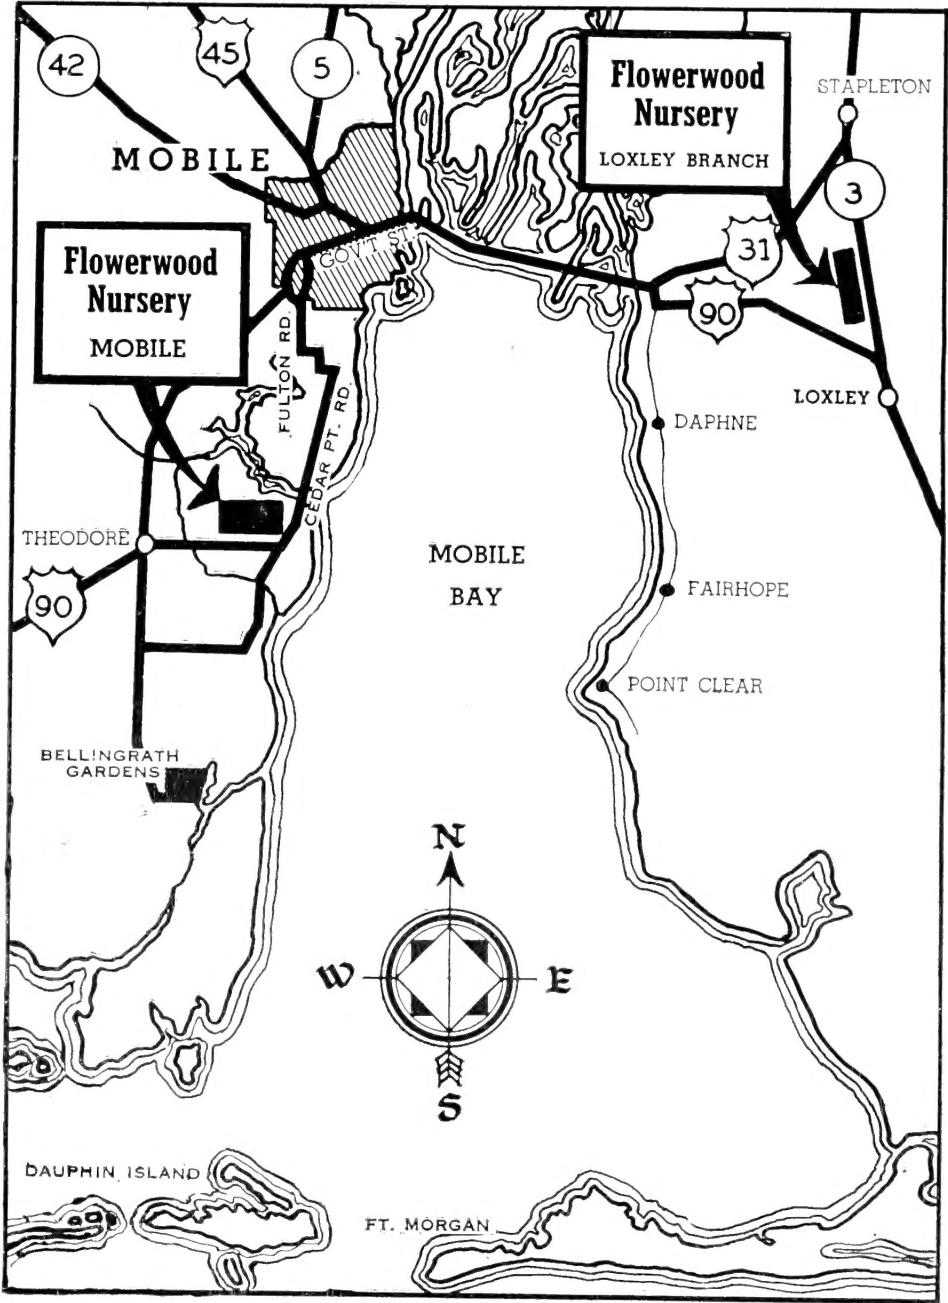 42
45
5
Flowerwood
Nursery
LOXLEY BRANCH
STAPLETON
MOBILE
3
GOV'T ST.
31
90
Flowerwood
Nursery
MOBILE
FULTON RD.
CEDAR PT. RD.
LOXLEY
DAPHNE
THEODORE
MOBILE
BAY
90
FAIRHOPE
POINT CLEAR
BELLINGRATH
GARDENS
N
W
E
S
DAUPHIN ISLAND
FT. MORGAN